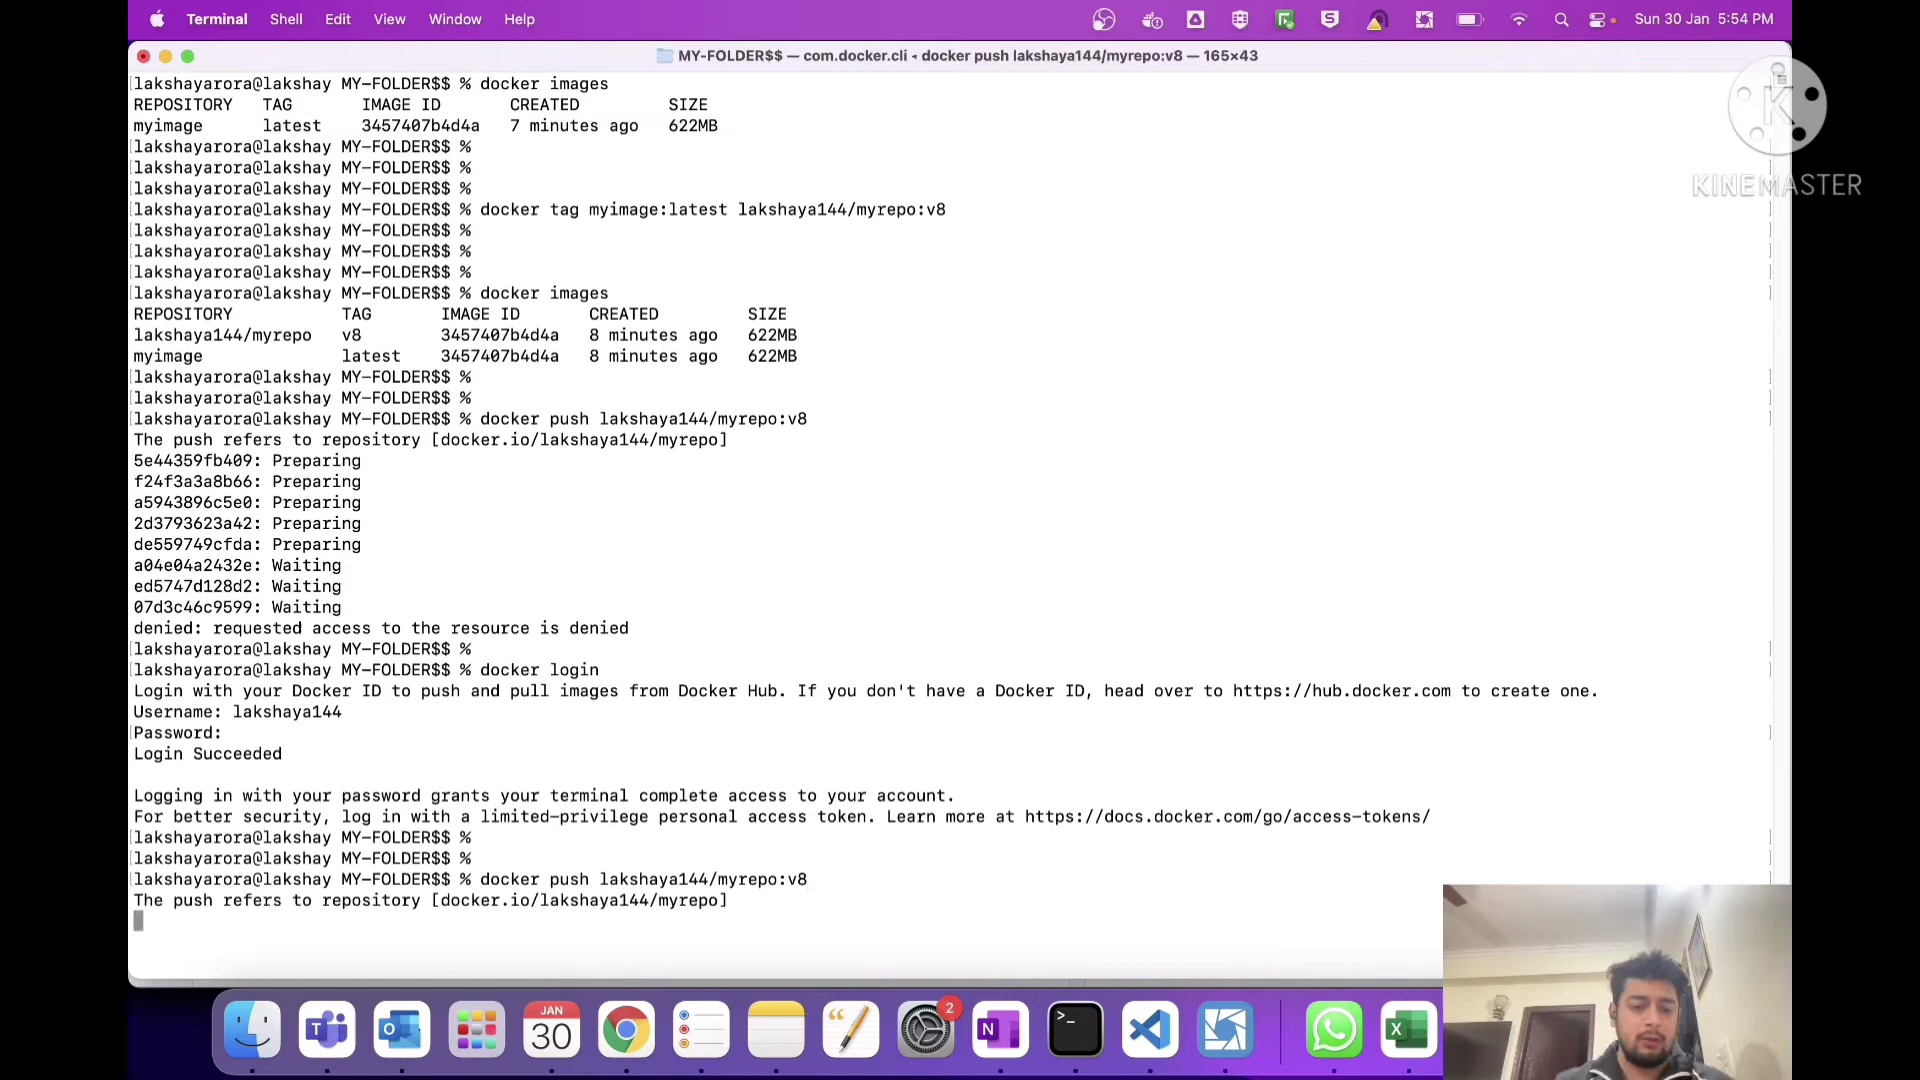 Terminal Shell Edit View Window Help Sun 30 Jan 5:54 PM
MY-FOLDER$$ — com.docker.cli ◂ docker push lakshaya144/myrepo:v8 — 165×43
lakshayarora@lakshay MY-FOLDER$$ % docker images
REPOSITORY TAG IMAGE ID CREATED SIZE
myimage latest 3457407b4d4a 7 minutes ago 622MB
lakshayarora@lakshay MY-FOLDER$$ %
lakshayarora@lakshay MY-FOLDER$$ %
KINEMASTER
lakshayarora@lakshay MY-FOLDER$$ %
lakshayarora@lakshay MY-FOLDER$$ % docker tag myimage:latest lakshaya144/myrepo:v8
lakshayarora@lakshay MY-FOLDER$$ %
lakshayarora@lakshay MY-FOLDER$$ %
lakshayarora@lakshay MY-FOLDER$$ %
lakshayarora@lakshay MY-FOLDER$$ % docker images
REPOSITORY TAG IMAGE ID CREATED SIZE
lakshaya144/myrepo v8 3457407b4d4a 8 minutes ago 622MB
myimage latest 3457407b4d4a 8 minutes ago 622MB
lakshayarora@lakshay MY-FOLDER$$ %
lakshayarora@lakshay MY-FOLDER$$ %
lakshayarora@lakshay MY-FOLDER$$ % docker push lakshaya144/myrepo:v8
The push refers to repository [docker.io/lakshaya144/myrepo]
5e44359fb409: Preparing
f24f3a3a8b66: Preparing
a5943896c5e0: Preparing
2d3793623a42: Preparing
de559749cfda: Preparing
a04e04a2432e: Waiting
ed5747d128d2: Waiting
07d3c46c9599: Waiting
denied: requested access to the resource is denied
lakshayarora@lakshay MY-FOLDER$$ %
lakshayarora@lakshay MY-FOLDER$$ % docker login
Login with your Docker ID to push and pull images from Docker Hub. If you don't have a Docker ID, head over to https://hub.docker.com to create one.
Username: lakshaya144
Password:
Login Succeeded
Logging in with your password grants your terminal complete access to your account.
For better security, log in with a limited-privilege personal access token. Learn more at https://docs.docker.com/go/access-tokens/
lakshayarora@lakshay MY-FOLDER$$ %
lakshayarora@lakshay MY-FOLDER$$ %
lakshayarora@lakshay MY-FOLDER$$ % docker push lakshaya144/myrepo:v8
The push refers to repository [docker.io/lakshaya144/myrepo]
JAN
30
2